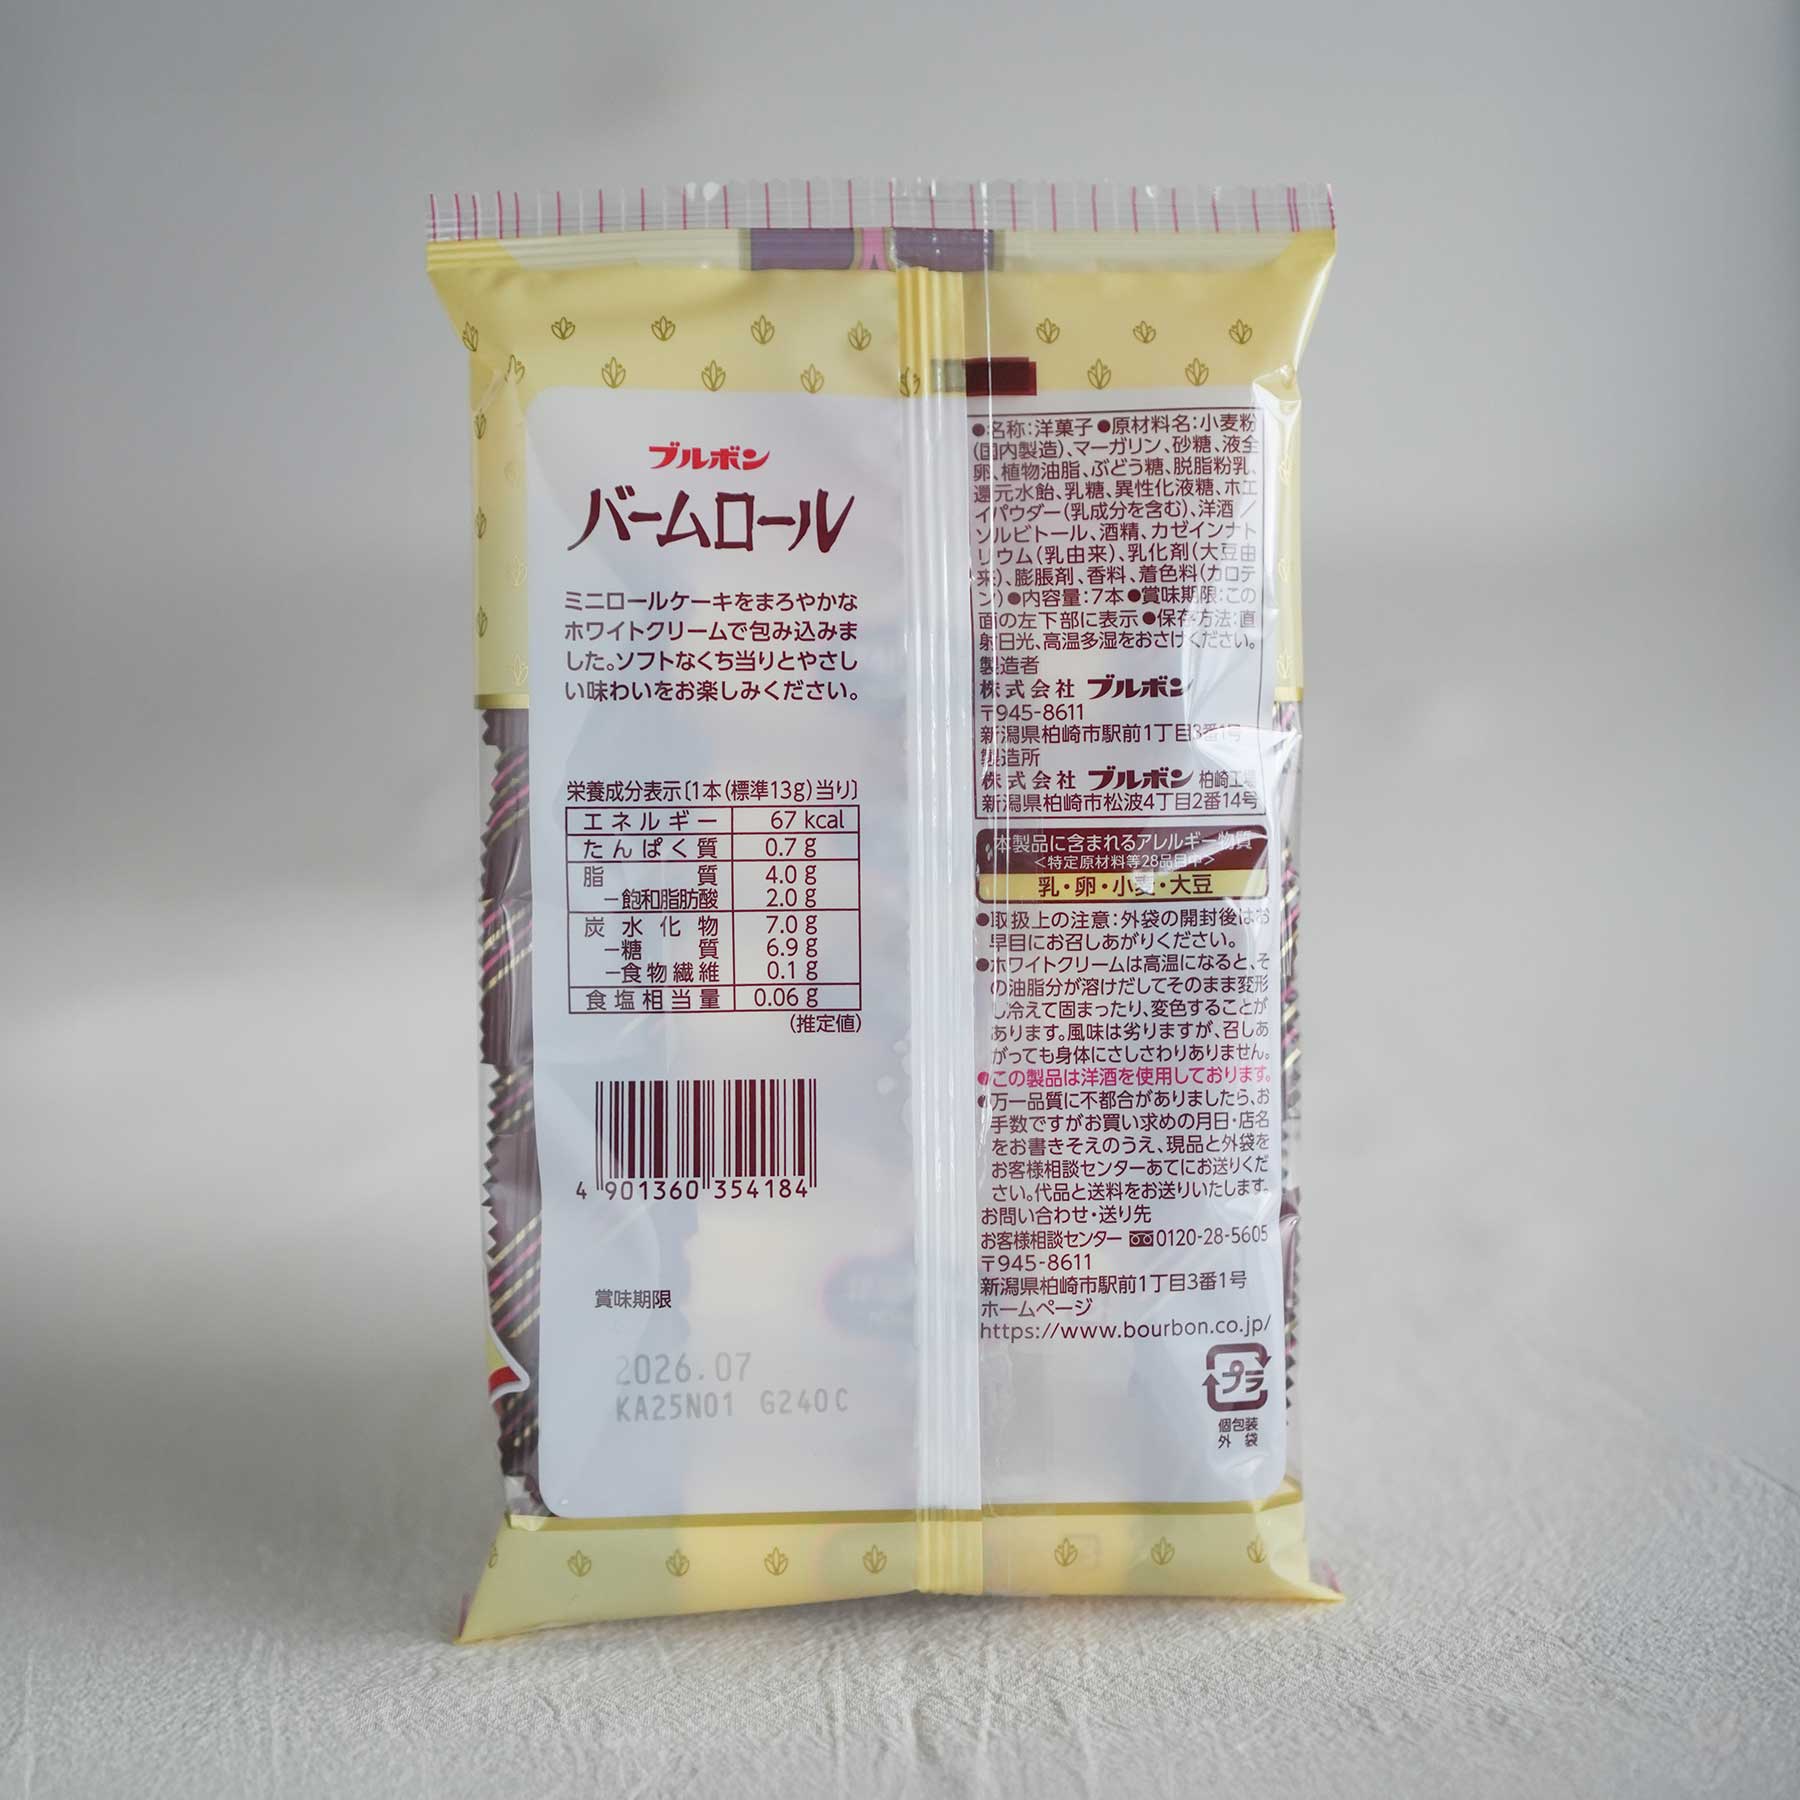 ブルボン
バームロール
ミニロールケーキをまろやかな
ホワイトクリームで包み込みま
した。ソフトなくち当りとやさし
い味わいをお楽しみください。
栄養成分表示〔1本(標準13g)当り〕
エネルギー 67 kcal
たんぱく質 0.7 g
脂質 4.0 g
－飽和脂肪酸 2.0 g
炭水化物 7.0 g
－糖質 6.9 g
－食物繊維 0.1 g
食塩相当量 0.06 g
(推定値)
4 901360 354184
賞味期限
2026.07
KA25N01 G240C
●名称：洋菓子●原材料名：小麦粉
(国内製造)、マーガリン、砂糖、液全
卵、植物油脂、ぶどう糖、脱脂粉乳、
還元水飴、乳糖、異性化液糖、ホエ
イパウダー(乳成分を含む)、洋酒／
ソルビトール、酒精、カゼインナト
リウム(乳由来)、乳化剤(大豆由
来)、膨脹剤、香料、着色料(カロテ
ン)●内容量：7本●賞味期限：この
面の左下部に表示●保存方法：直
射日光、高温多湿をおさけください。
製造者
株式会社 ブルボン
〒945-8611
新潟県柏崎市駅前1丁目3番1号
製造所
株式会社 ブルボン 柏崎工場
新潟県柏崎市松波4丁目2番14号
本製品に含まれるアレルギー物質
<特定原材料等28品目中>
乳・卵・小麦・大豆
●取扱上の注意：外袋の開封後はお
早目にお召しあがりください。
●ホワイトクリームは高温になると、そ
の油脂分が溶けだしてそのまま変形
し冷えて固まったり、変色することが
あります。風味は劣りますが、召しあ
がっても身体にさしさわりありません。
●この製品は洋酒を使用しております。
●万一品質に不都合がありましたら、お
手数ですがお買い求めの月日・店名
をお書きそえのうえ、現品と外袋を
お客様相談センターあてにお送りくだ
さい。代品と送料をお送りいたします。
お問い合わせ・送り先
お客様相談センター 0120-28-5605
〒945-8611
新潟県柏崎市駅前1丁目3番1号
ホームページ
https://www.bourbon.co.jp/
プラ
個包装
外 袋